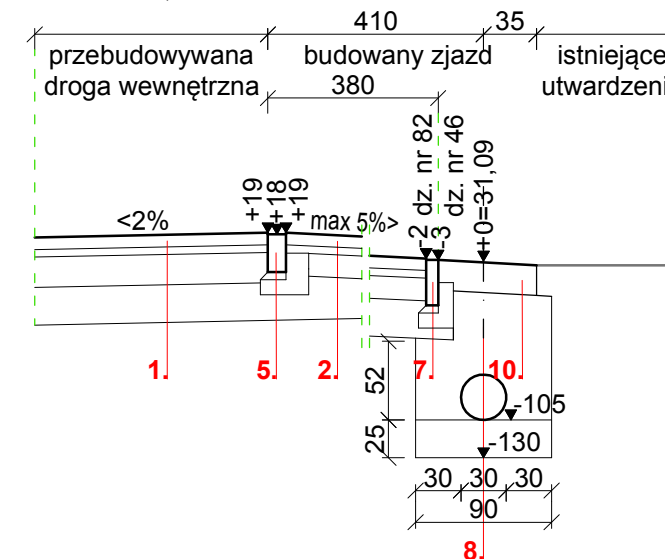 410 35
przebudowywana
droga wewnętrzna
budowany zjazd
istniejące
utwardzeni
380
+19
+18
+19
-2 dz. nr 82
-3 dz. nr 46
+0=31,09
<2%
max 5%>
1. 5. 2. 7. 10.
52
-105
25
-130
30 30 30
90
8.